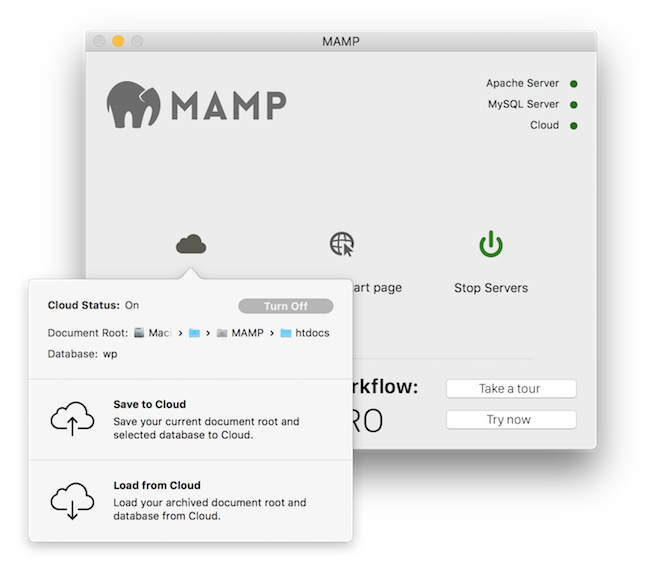 MAMP
MAMP
Apache Server
MySQL Server
Cloud
art page
Stop Servers
Cloud Status: On
Turn Off
Document Root: Mac › › MAMP › htdocs
Database: wp
rkflow:
Take a tour
RO
Try now
Save to Cloud
Save your current document root and
selected database to Cloud.
Load from Cloud
Load your archived document root and
database from Cloud.